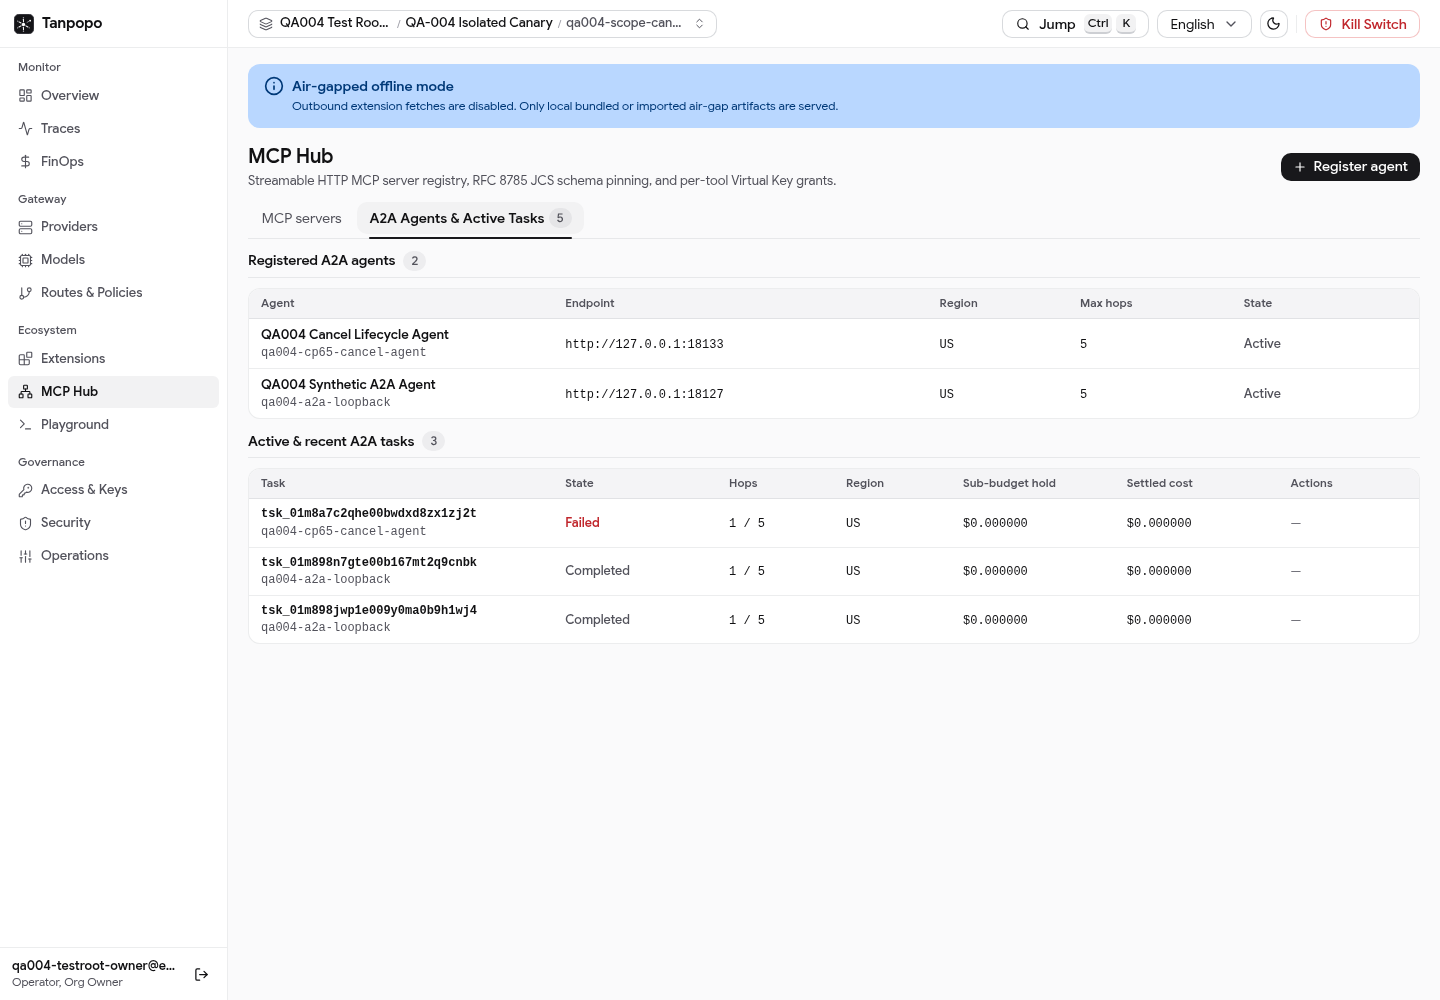 Tanpopo
QA004 Test Roo... / QA-004 Isolated Canary / qa004-scope-can...
Jump Ctrl K
English
Kill Switch
Monitor
Overview
Traces
FinOps
Gateway
Providers
Models
Routes & Policies
Ecosystem
Extensions
MCP Hub
Playground
Governance
Access & Keys
Security
Operations
qa004-testroot-owner@e...
Operator, Org Owner
Air-gapped offline mode
Outbound extension fetches are disabled. Only local bundled or imported air-gap artifacts are served.
MCP Hub
Streamable HTTP MCP server registry, RFC 8785 JCS schema pinning, and per-tool Virtual Key grants.
+ Register agent
MCP servers
A2A Agents & Active Tasks 5
Registered A2A agents 2
Agent Endpoint Region Max hops State
QA004 Cancel Lifecycle Agent
qa004-cp65-cancel-agent
http://127.0.0.1:18133 US 5 Active
QA004 Synthetic A2A Agent
qa004-a2a-loopback
http://127.0.0.1:18127 US 5 Active
Active & recent A2A tasks 3
Task State Hops Region Sub-budget hold Settled cost Actions
tsk_01m8a7c2qhe00bwdxd8zx1zj2t
qa004-cp65-cancel-agent
Failed 1 / 5 US $0.000000 $0.000000 —
tsk_01m898n7gte00b167mt2q9cnbk
qa004-a2a-loopback
Completed 1 / 5 US $0.000000 $0.000000 —
tsk_01m898jwp1e009y0ma0b9h1wj4
qa004-a2a-loopback
Completed 1 / 5 US $0.000000 $0.000000 —